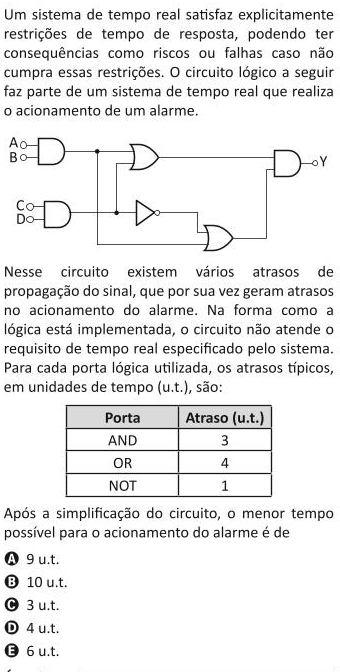 Um sistema de tempo real satisfaz explicitamente
restrições de tempo de resposta, podendo ter
consequências como riscos ou falhas caso não
cumpra essas restrições. O circuito lógico a seguir
faz parte de um sistema de tempo real que realiza
o acionamento de um alarme.
A
B
Y
C
D
Nesse circuito existem vários atrasos de
propagação do sinal, que por sua vez geram atrasos
no acionamento do alarme. Na forma como a
lógica está implementada, o circuito não atende o
requisito de tempo real especificado pelo sistema.
Para cada porta lógica utilizada, os atrasos típicos,
em unidades de tempo (u.t.), são:
Porta Atraso (u.t.)
AND 3
OR 4
NOT 1
Após a simplificação do circuito, o menor tempo
possível para o acionamento do alarme é de
A 9 u.t.
B 10 u.t.
C 3 u.t.
D 4 u.t.
E 6 u.t.